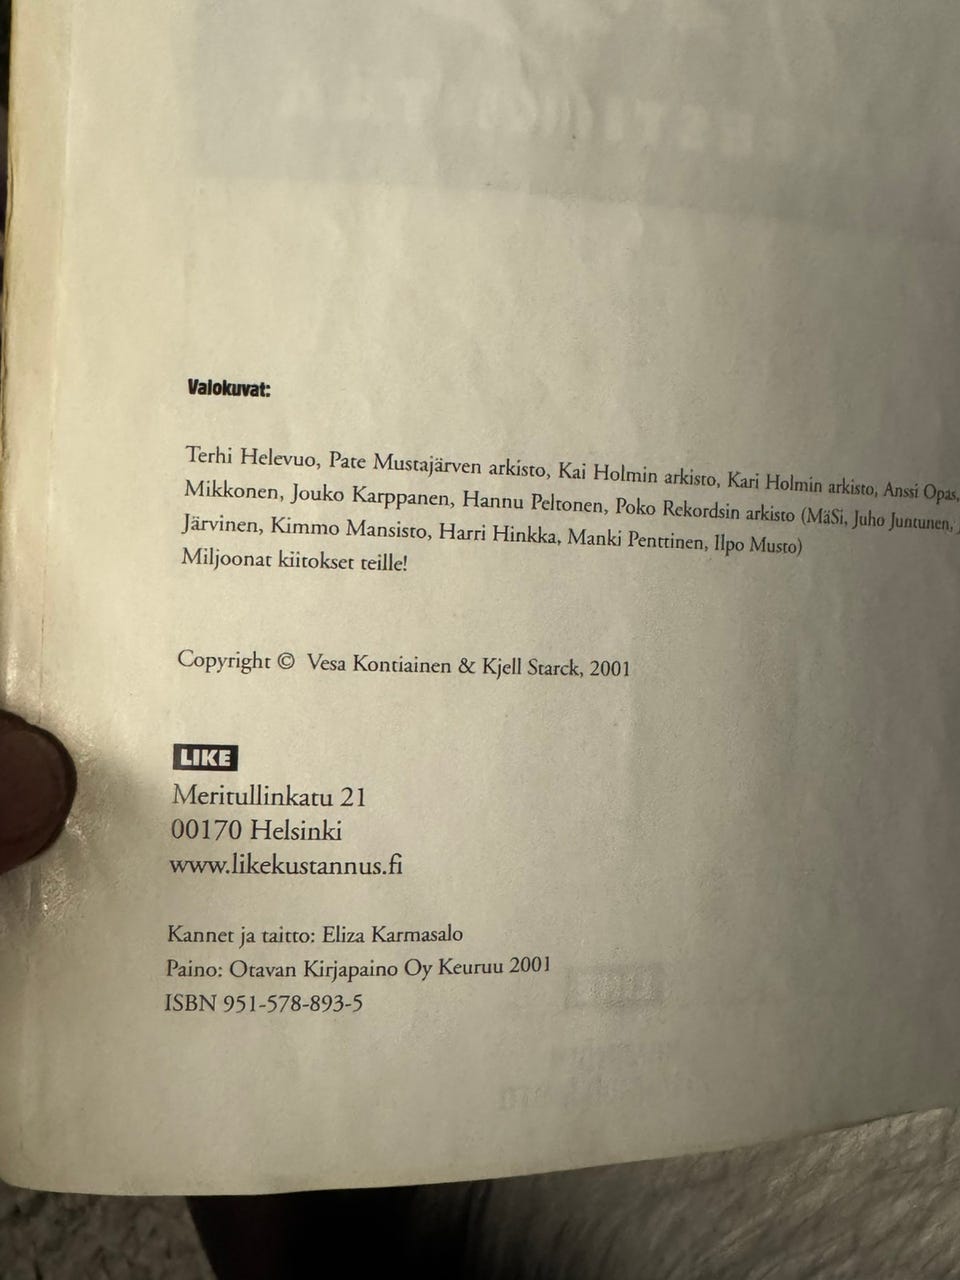 Valokuvat:
Terhi Helevuo, Pate Mustajärven arkisto, Kai Holmin arkisto, Kari Holmin arkisto, Anssi Opas,
Mikkonen, Jouko Karppanen, Hannu Peltonen, Poko Rekordsin arkisto (MäSi, Juho Juntunen,
Järvinen, Kimmo Mansisto, Harri Hinkka, Manki Penttinen, Ilpo Musto)
Miljoonat kiitokset teille!
Copyright © Vesa Kontiainen & Kjell Starck, 2001
LIKE
Meritullinkatu 21
00170 Helsinki
www.likekustannus.fi
Kannet ja taitto: Eliza Karmasalo
Paino: Otavan Kirjapaino Oy Keuruu 2001
ISBN 951-578-893-5